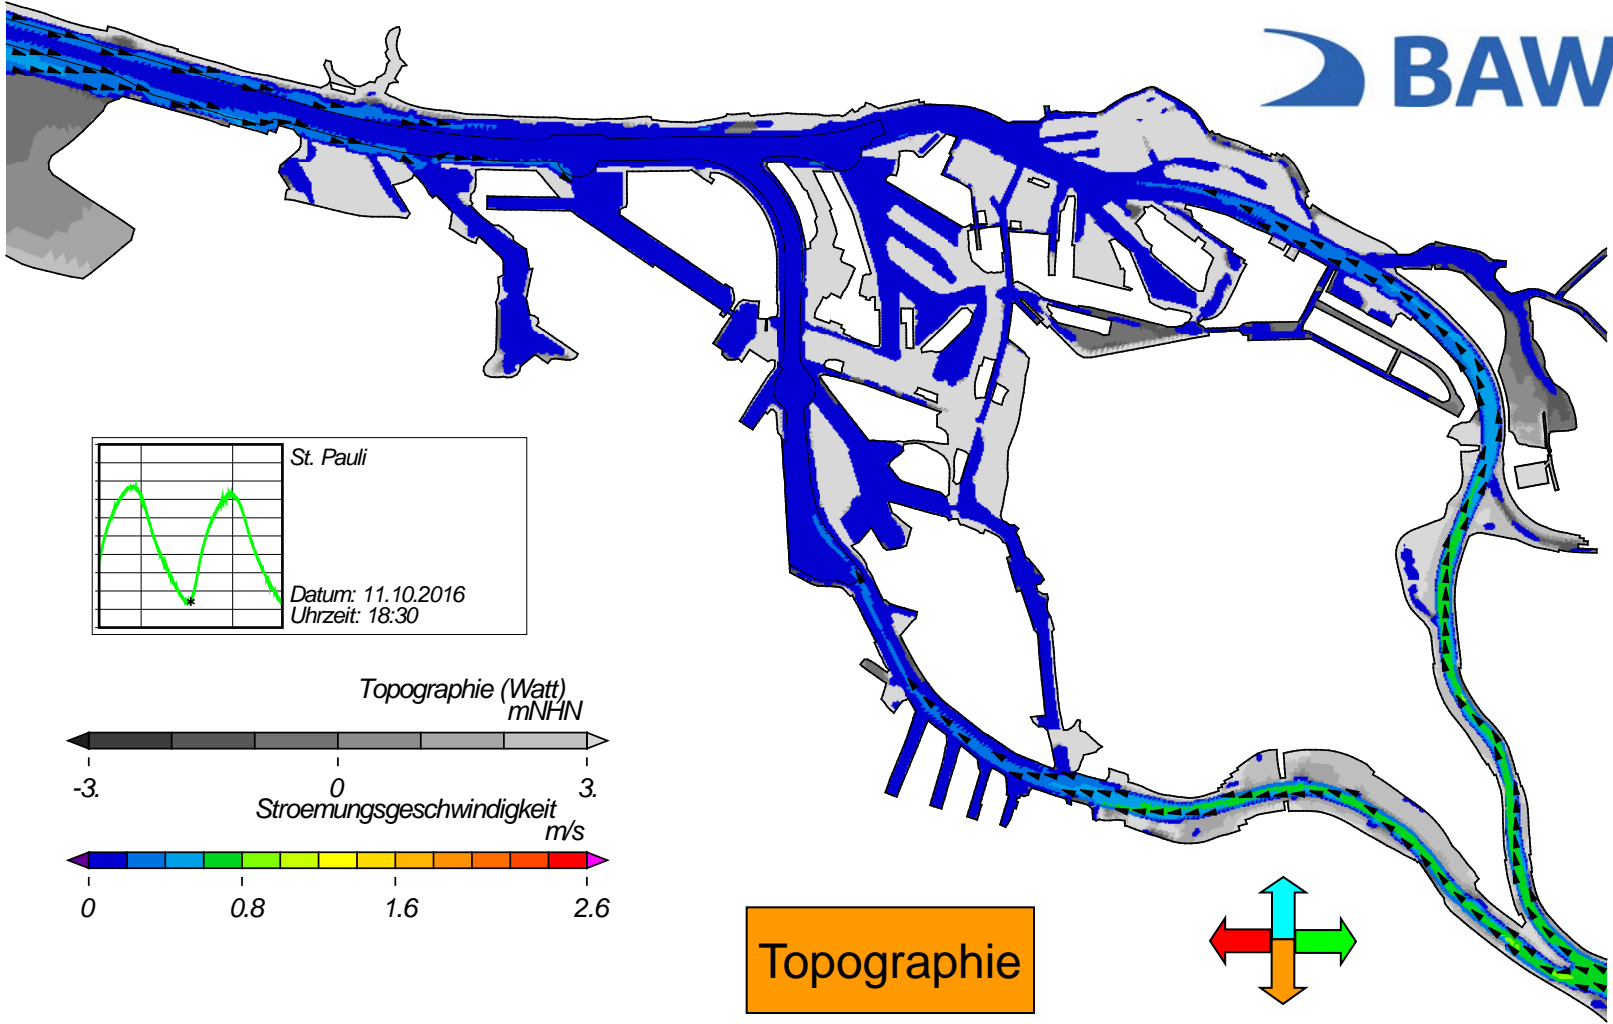 BAW
St. Pauli
Datum: 11.10.2016
Uhrzeit: 18:30
Topographie (Watt)
mNHN
-3. 0 3.
Stroemungsgeschwindigkeit
m/s
0 0.8 1.6 2.6
Topographie